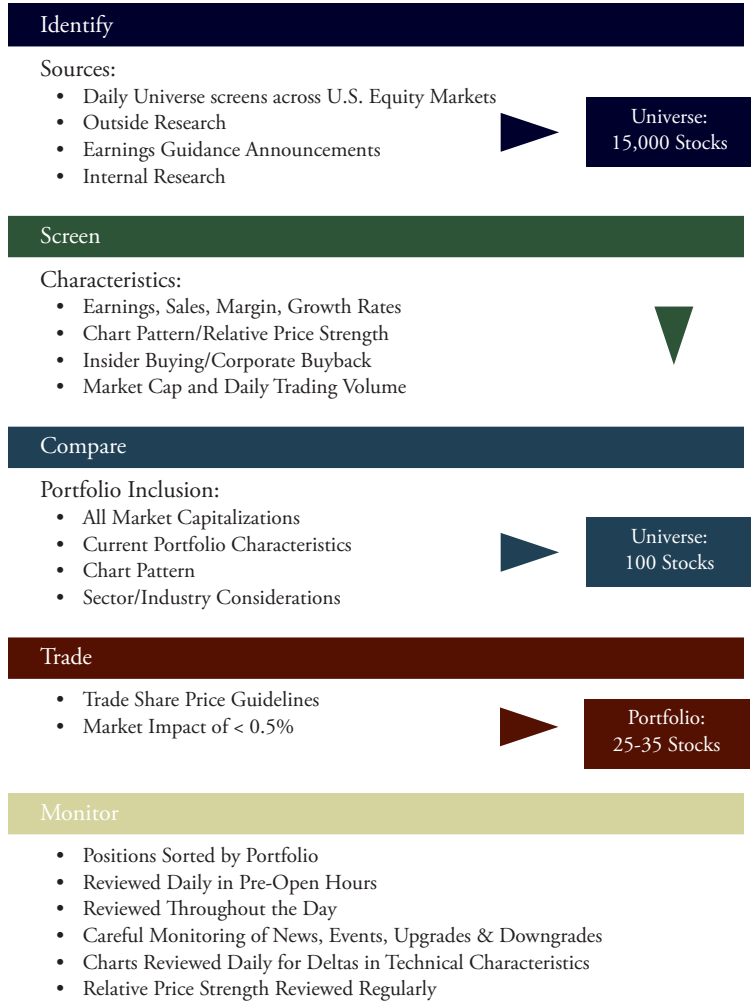 Identify
Sources:
• Daily Universe screens across U.S. Equity Markets
• Outside Research
• Earnings Guidance Announcements
• Internal Research
Universe:
15,000 Stocks
Screen
Characteristics:
• Earnings, Sales, Margin, Growth Rates
• Chart Pattern/Relative Price Strength
• Insider Buying/Corporate Buyback
• Market Cap and Daily Trading Volume
Compare
Portfolio Inclusion:
• All Market Capitalizations
• Current Portfolio Characteristics
• Chart Pattern
• Sector/Industry Considerations
Universe:
100 Stocks
Trade
• Trade Share Price Guidelines
• Market Impact of < 0.5%
Portfolio:
25-35 Stocks
Monitor
• Positions Sorted by Portfolio
• Reviewed Daily in Pre-Open Hours
• Reviewed Throughout the Day
• Careful Monitoring of News, Events, Upgrades & Downgrades
• Charts Reviewed Daily for Deltas in Technical Characteristics
• Relative Price Strength Reviewed Regularly